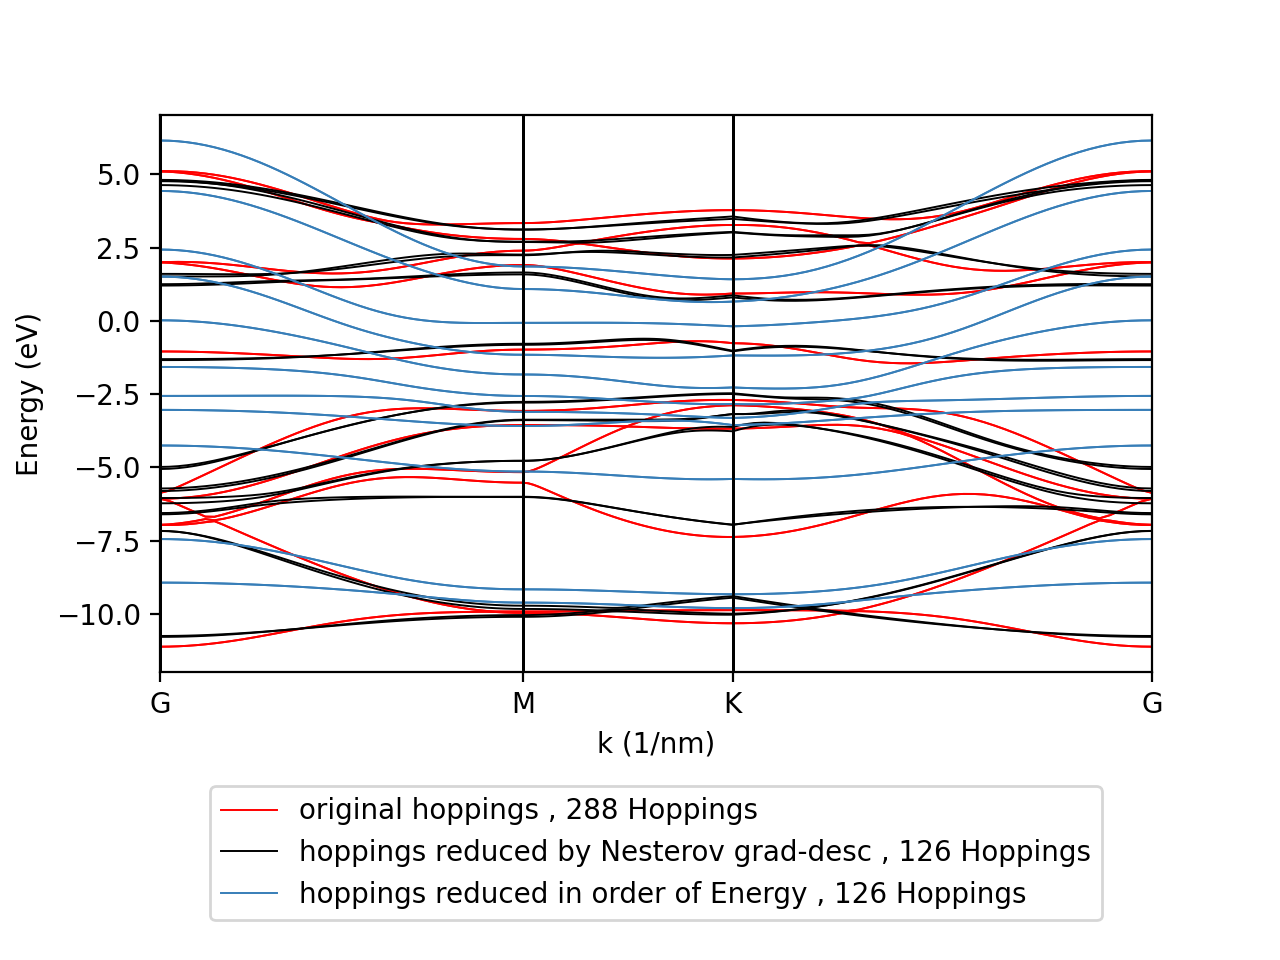 Energy (eV)
5.0
2.5
0.0
−2.5
−5.0
−7.5
−10.0
G M K G
k (1/nm)
original hoppings , 288 Hoppings
hoppings reduced by Nesterov grad-desc , 126 Hoppings
hoppings reduced in order of Energy , 126 Hoppings